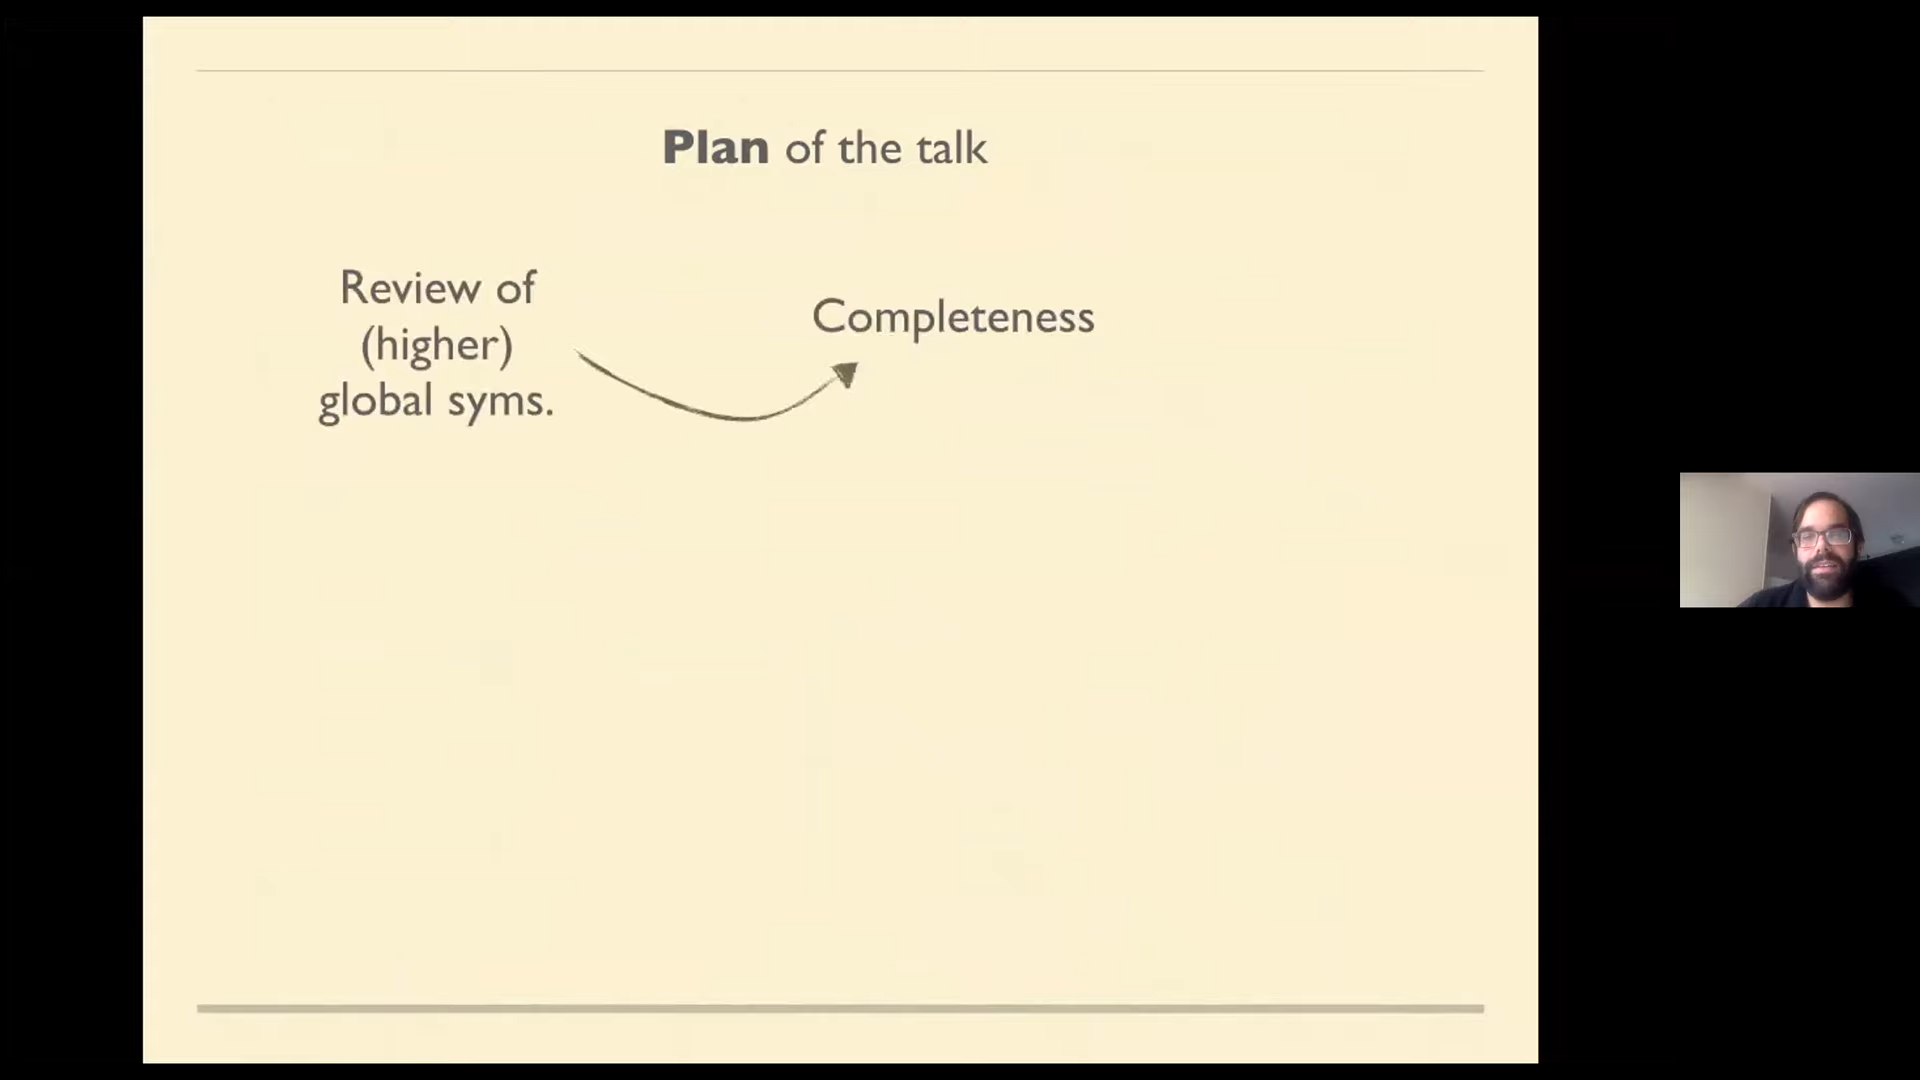 Plan of the talk
Review of
(higher)
global syms.
Completeness